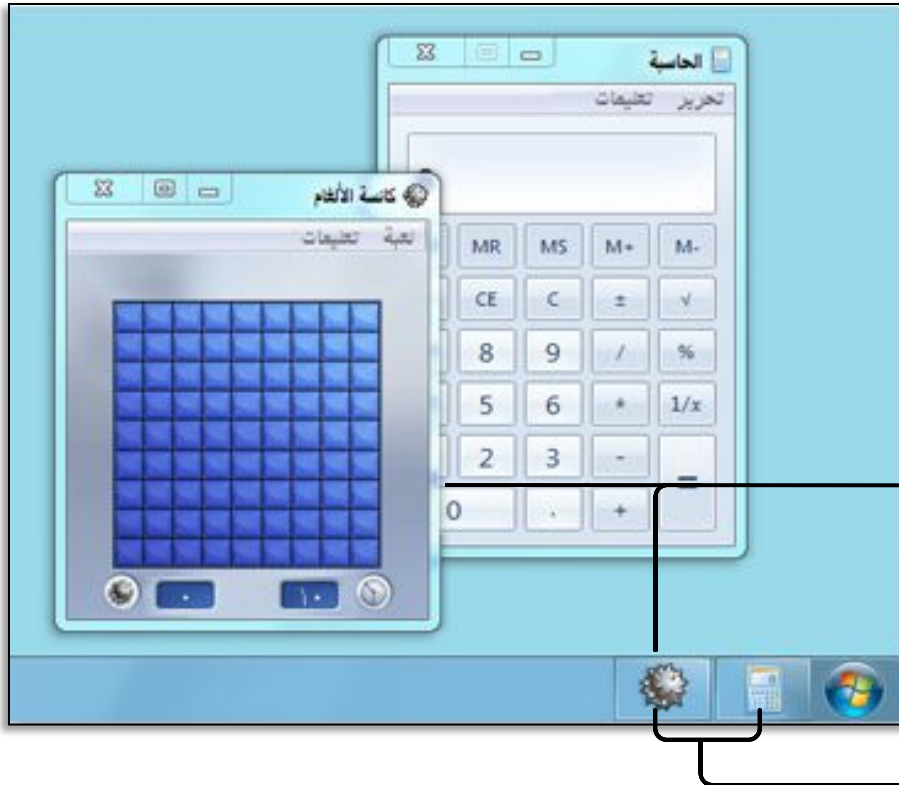 الحاسبة
تحرير تعليمات
MR MS M+ M-
CE C ± √
8 9 / %
5 6 * 1/x
2 3 - =
0 . +
كانسة الألغام
لعبة تعليمات
٠ ١٠